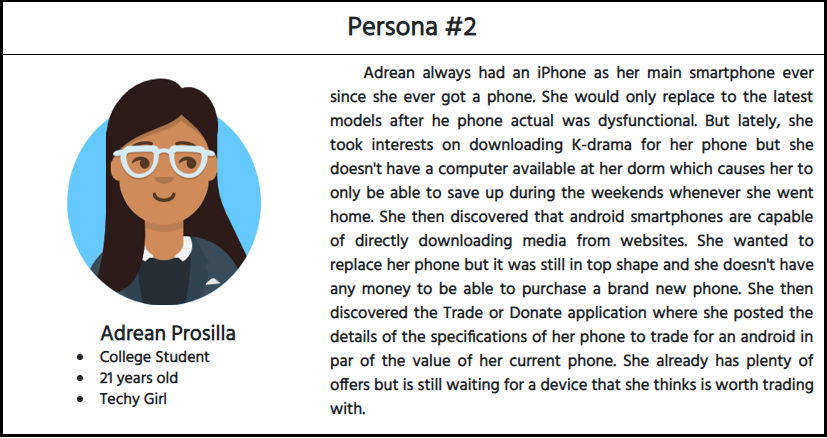 Persona #2
Adrean always had an iPhone as her main smartphone ever
since she ever got a phone. She would only replace to the latest
models after he phone actual was dysfunctional. But lately, she
took interests on downloading K-drama for her phone but she
doesn't have a computer available at her dorm which causes her to
only be able to save up during the weekends whenever she went
home. She then discovered that android smartphones are capable
of directly downloading media from websites. She wanted to
replace her phone but it was still in top shape and she doesn't have
any money to be able to purchase a brand new phone. She then
discovered the Trade or Donate application where she posted the
details of the specifications of her phone to trade for an android in
par of the value of her current phone. She already has plenty of
offers but is still waiting for a device that she thinks is worth trading
with.
Adrean Prosilla
• College Student
• 21 years old
• Techy Girl